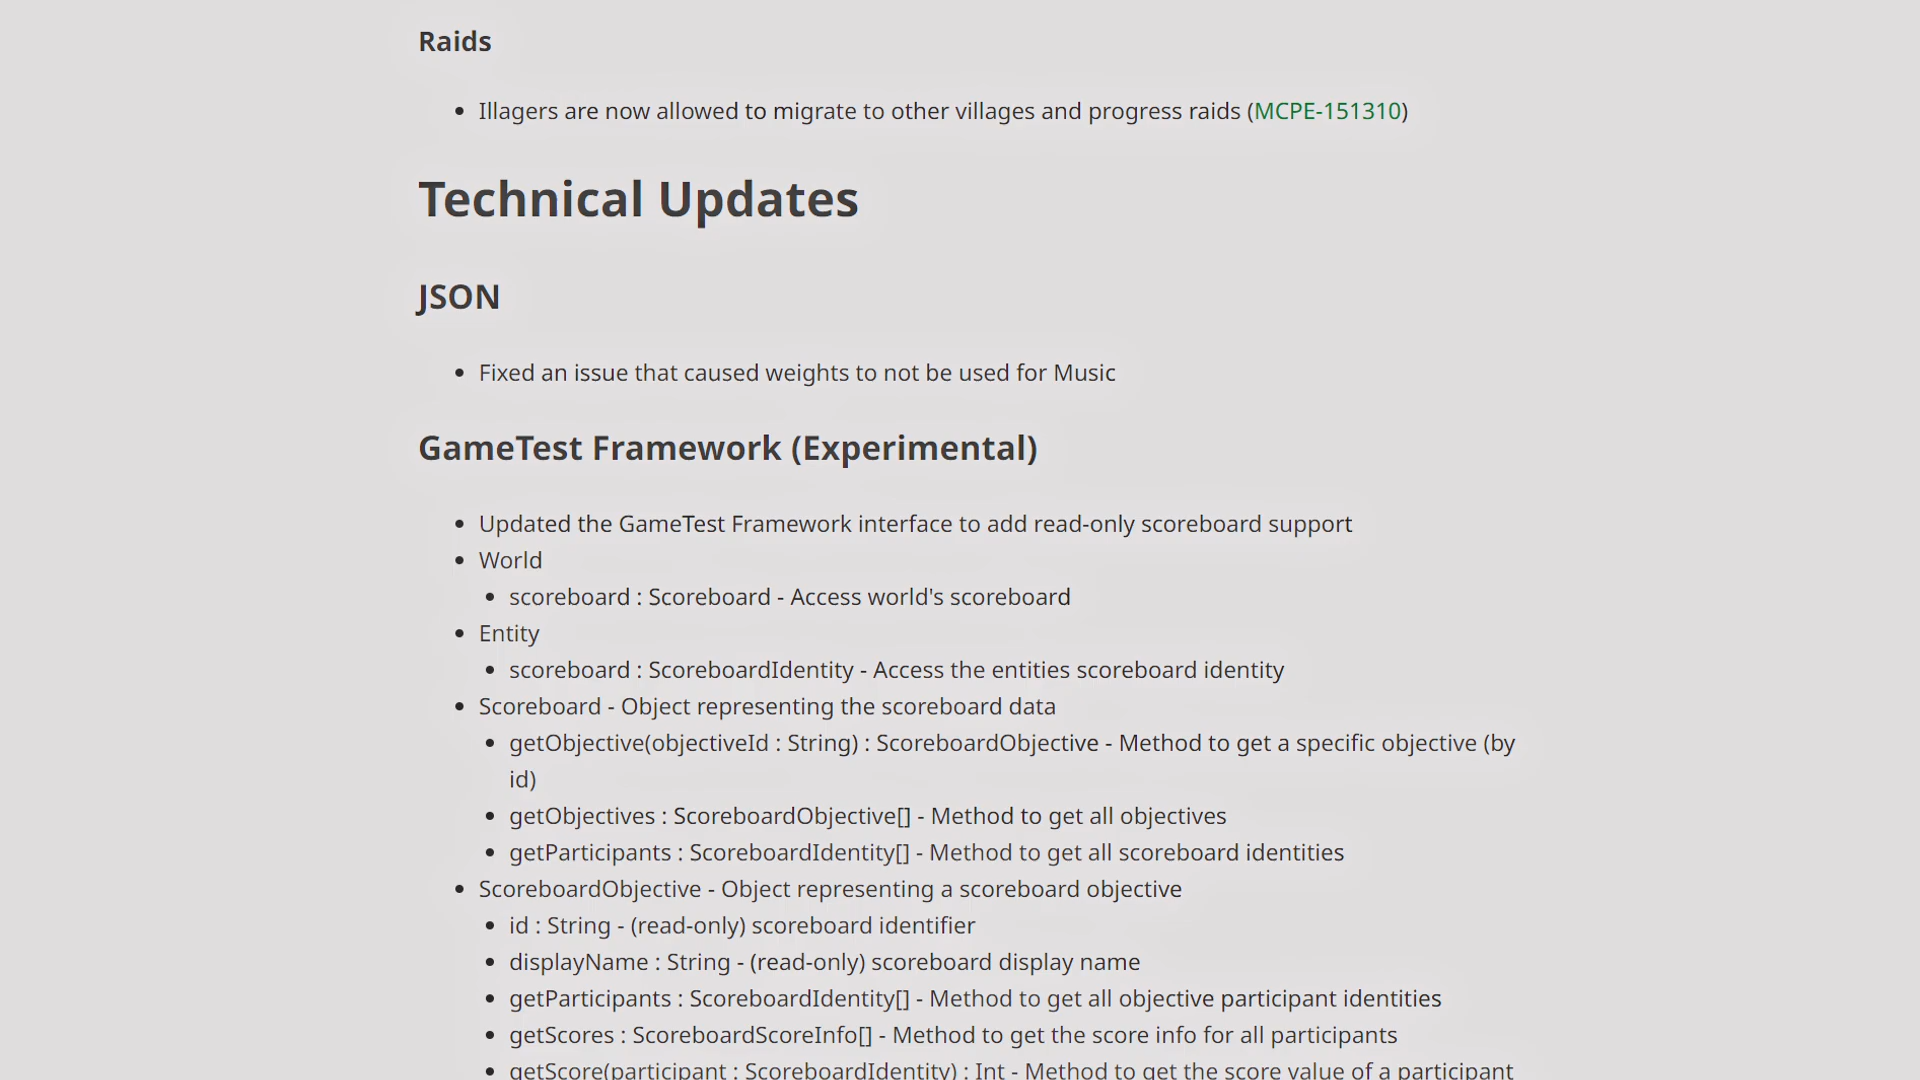 Raids
• Illagers are now allowed to migrate to other villages and progress raids (MCPE-151310)
Technical Updates
JSON
• Fixed an issue that caused weights to not be used for Music
GameTest Framework (Experimental)
• Updated the GameTest Framework interface to add read-only scoreboard support
• World
• scoreboard : Scoreboard - Access world's scoreboard
• Entity
• scoreboard : ScoreboardIdentity - Access the entities scoreboard identity
• Scoreboard - Object representing the scoreboard data
• getObjective(objectiveId : String) : ScoreboardObjective - Method to get a specific objective (by
id)
• getObjectives : ScoreboardObjective[] - Method to get all objectives
• getParticipants : ScoreboardIdentity[] - Method to get all scoreboard identities
• ScoreboardObjective - Object representing a scoreboard objective
• id : String - (read-only) scoreboard identifier
• displayName : String - (read-only) scoreboard display name
• getParticipants : ScoreboardIdentity[] - Method to get all objective participant identities
• getScores : ScoreboardScoreInfo[] - Method to get the score info for all participants
• getScore(participant : ScoreboardIdentity) : Int - Method to get the score value of a participant